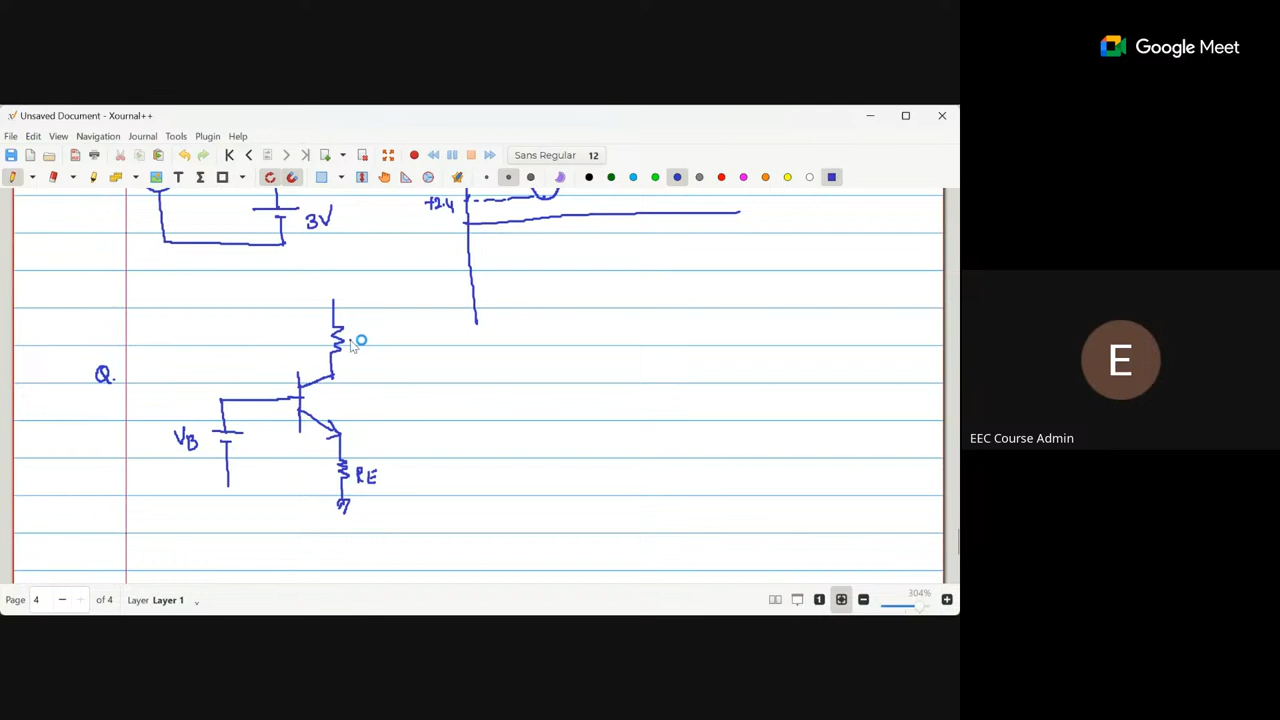 Google Meet
Unsaved Document - Xournal++
File Edit View Navigation Journal Tools Plugin Help
Sans Regular 12
+2.4
3V
Q.
VB
RE
E
EEC Course Admin
Page 4 of 4 Layer Layer 1
304%